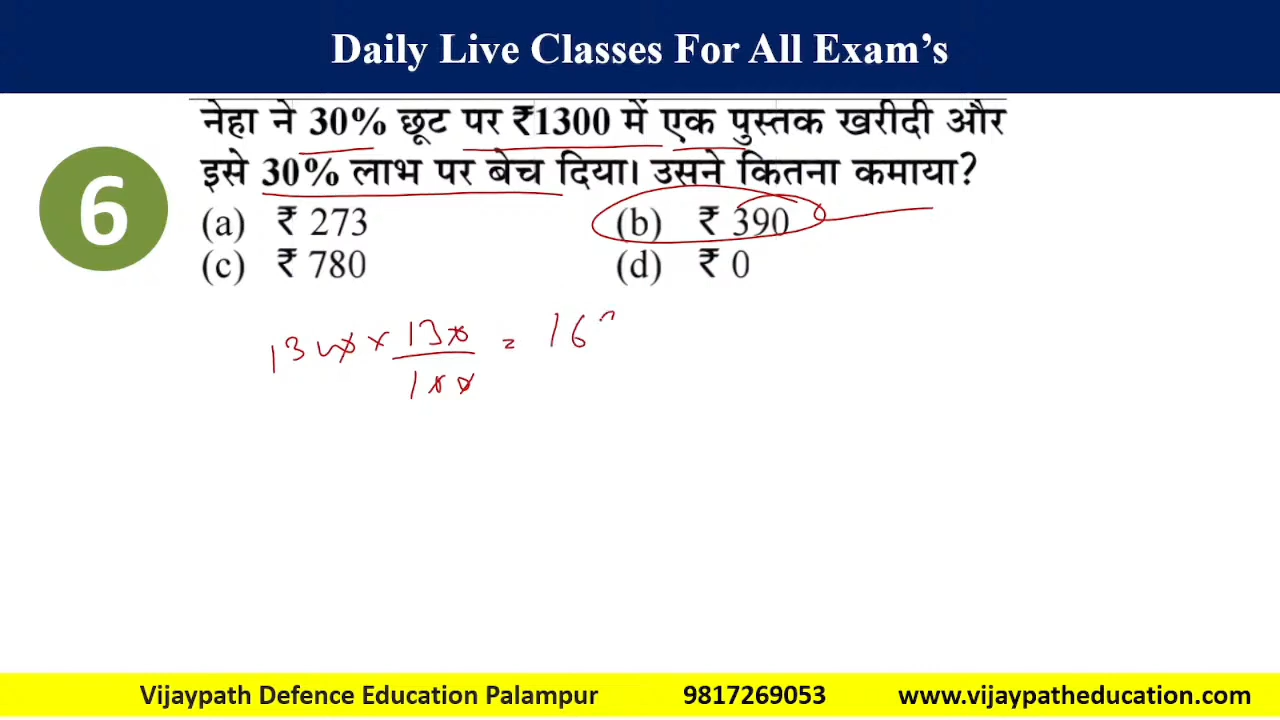 Daily Live Classes For All Exam’s
नेहा ने 30% छूट पर ₹1300 में एक पुस्तक खरीदी और
इसे 30% लाभ पर बेच दिया। उसने कितना कमाया?
6
(a) ₹ 273 (b) ₹ 390
(c) ₹ 780 (d) ₹ 0
1300 × 130 = 16
100
Vijaypath Defence Education Palampur 9817269053 www.vijaypatheducation.com